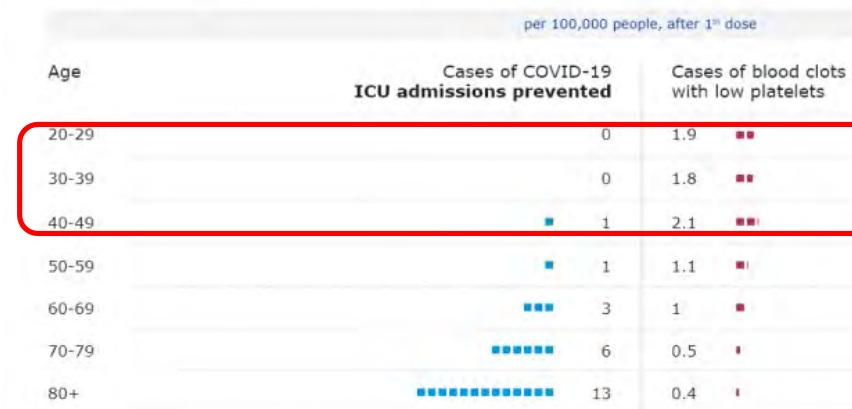 per 100,000 people, after 1st dose
Age
Cases of COVID-19
ICU admissions prevented
Cases of blood clots
with low platelets
20-29 0 1.9
30-39 0 1.8
40-49 1 2.1
50-59 1 1.1
60-69 3 1
70-79 6 0.5
80+ 13 0.4